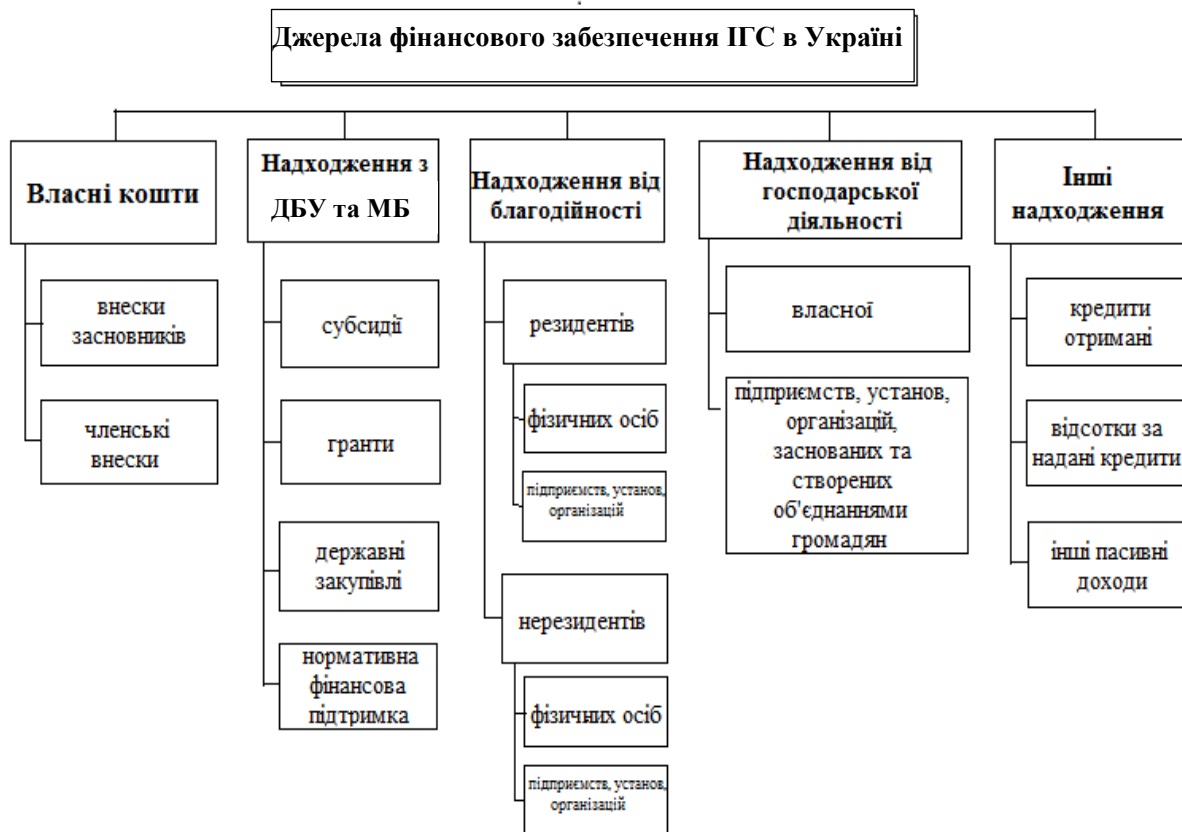 Джерела фінансового забезпечення ІГС в Україні
Власні кошти
внески
засновників
членські
внески
Надходження з
ДБУ та МБ
субсидії
гранти
державні
закупівлі
нормативна
фінансова
підтримка
Надходження від
благодійності
резидентів
фізичних осіб
підприємств, установ,
організацій
нерезидентів
фізичних осіб
підприємств, установ,
організацій
Надходження від
господарської
діяльності
власної
підприємств, установ,
організацій,
заснованих та
створених
об'єднаннями
громадян
Інші
надходження
кредити
отримані
відсотки за
надані кредити
інші пасивні
доходи